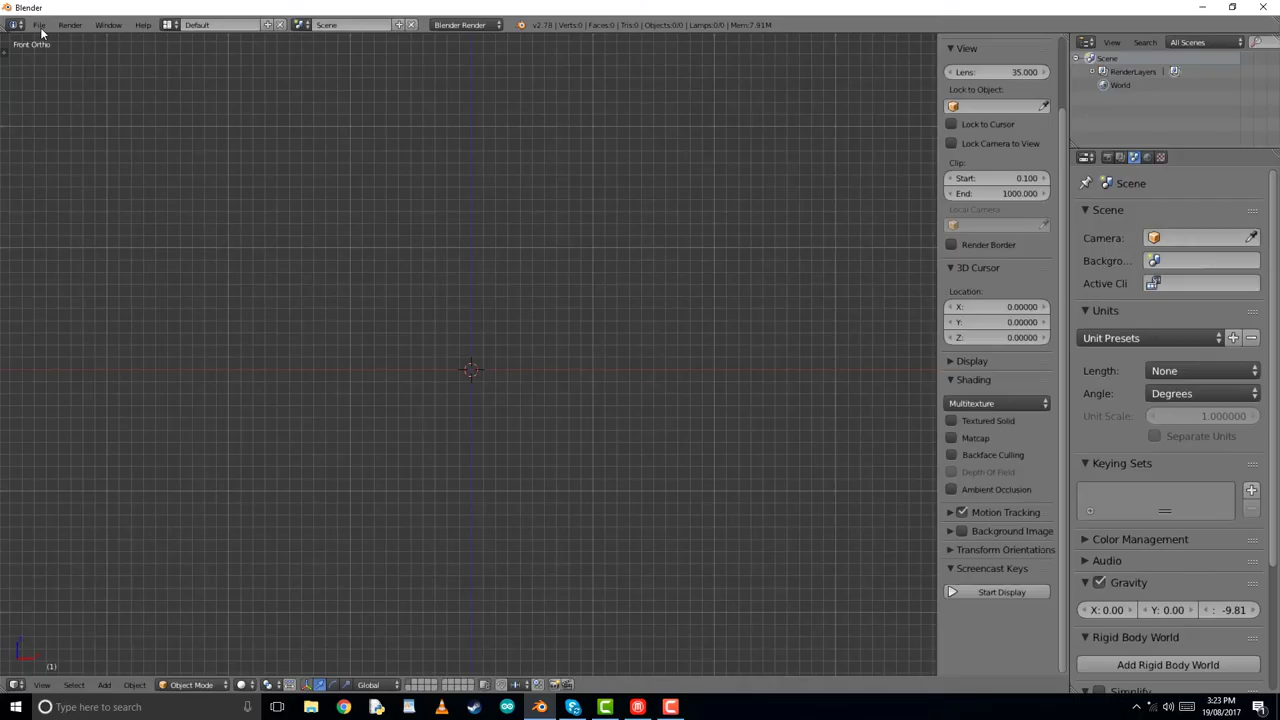 Blender
File Render Window Help Default Scene Blender Render v2.78 | Verts:0 | Faces:0 | Tris:0 | Objects:0/0 | Lamps:0/0 | Mem:7.91M
Front Ortho
(1)
View Select Add Object Object Mode Global
View
Lens: 35.000
Lock to Object:
Lock to Cursor
Lock Camera to View
Clip:
Start: 0.100
End: 1000.000
Local Camera
Render Border
3D Cursor
Location:
X: 0.00000
Y: 0.00000
Z: 0.00000
Display
Shading
Multitexture
Textured Solid
Matcap
Backface Culling
Depth Of Field
Ambient Occlusion
Motion Tracking
Background Image
Transform Orientations
Screencast Keys
Start Display
View Search All Scenes
Scene
RenderLayers
World
Scene
Scene
Camera:
Backgro...
Active Cli
Units
Unit Presets
Length: None
Angle: Degrees
Unit Scale: 1.000000
Separate Units
Keying Sets
Color Management
Audio
Gravity
X: 0.00 Y: 0.00 : -9.81
Rigid Body World
Add Rigid Body World
Simplify
Type here to search
3:23 PM
19/08/2017